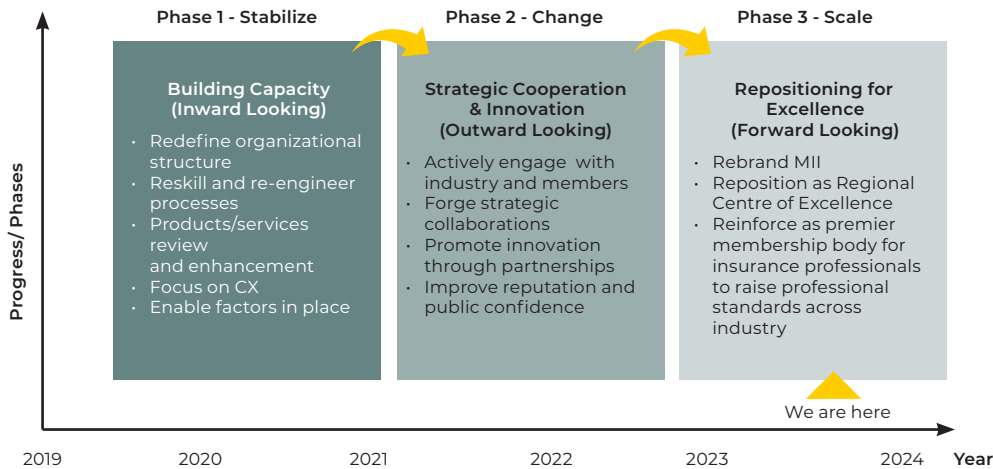 Phase 1 - Stabilize
Phase 2 - Change
Phase 3 - Scale
Progress/ Phases
Building Capacity
(Inward Looking)
• Redefine organizational
structure
• Reskill and re-engineer
processes
• Products/services
review
and enhancement
• Focus on CX
• Enable factors in place
Strategic Cooperation
& Innovation
(Outward Looking)
• Actively engage with
industry and members
• Forge strategic
collaborations
• Promote innovation
through partnerships
• Improve reputation and
public confidence
Repositioning for
Excellence
(Forward Looking)
• Rebrand MII
• Reposition as Regional
Centre of Excellence
• Reinforce as premier
membership body for
insurance professionals
to raise professional
standards across
industry
We are here
2019
2020
2021
2022
2023
2024
Year